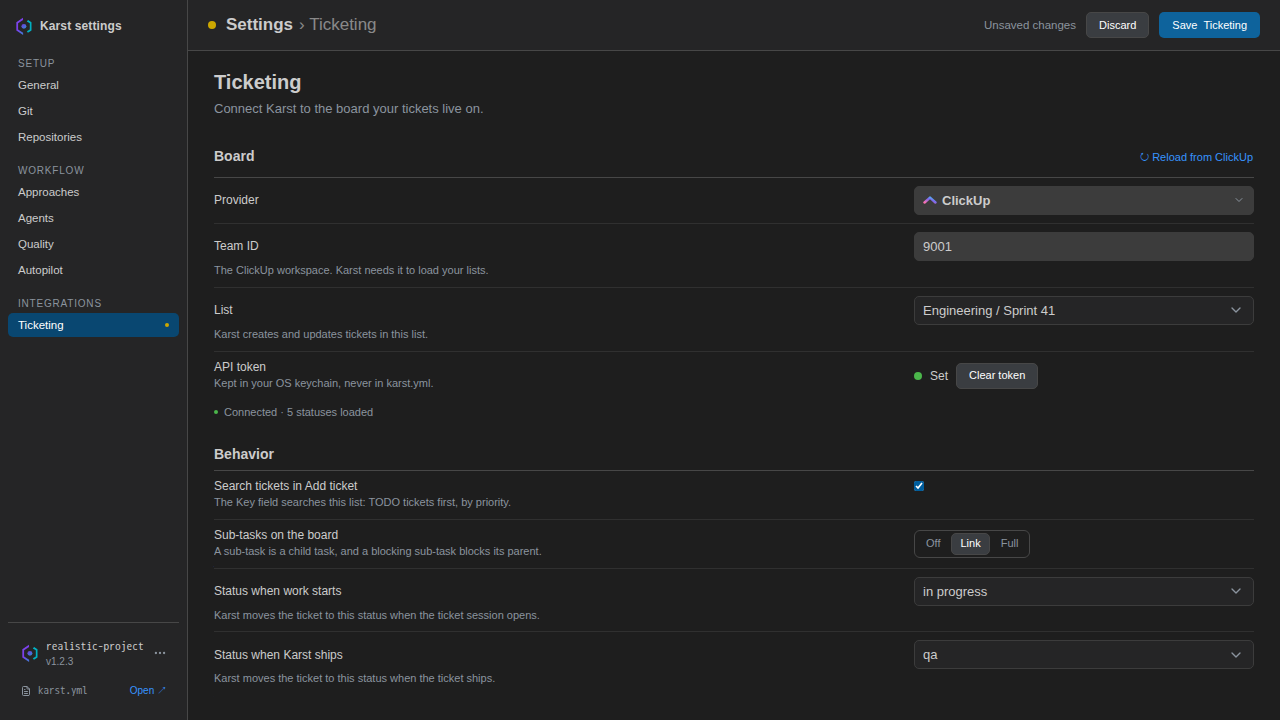 Karst settings
SETUP
General
Git
Repositories
WORKFLOW
Approaches
Agents
Quality
Autopilot
INTEGRATIONS
Ticketing
realistic-project
v1.2.3
karst.yml
Open ↗
Settings › Ticketing
Unsaved changes
Discard
Save Ticketing
Ticketing
Connect Karst to the board your tickets live on.
Board
Reload from ClickUp
Provider
ClickUp
Team ID
9001
The ClickUp workspace. Karst needs it to load your lists.
List
Engineering / Sprint 41
Karst creates and updates tickets in this list.
API token
Kept in your OS keychain, never in karst.yml.
Set
Clear token
Connected · 5 statuses loaded
Behavior
Search tickets in Add ticket
The Key field searches this list: TODO tickets first, by priority.
Sub-tasks on the board
A sub-task is a child task, and a blocking sub-task blocks its parent.
Off Link Full
Status when work starts
in progress
Karst moves the ticket to this status when the ticket session opens.
Status when Karst ships
qa
Karst moves the ticket to this status when the ticket ships.